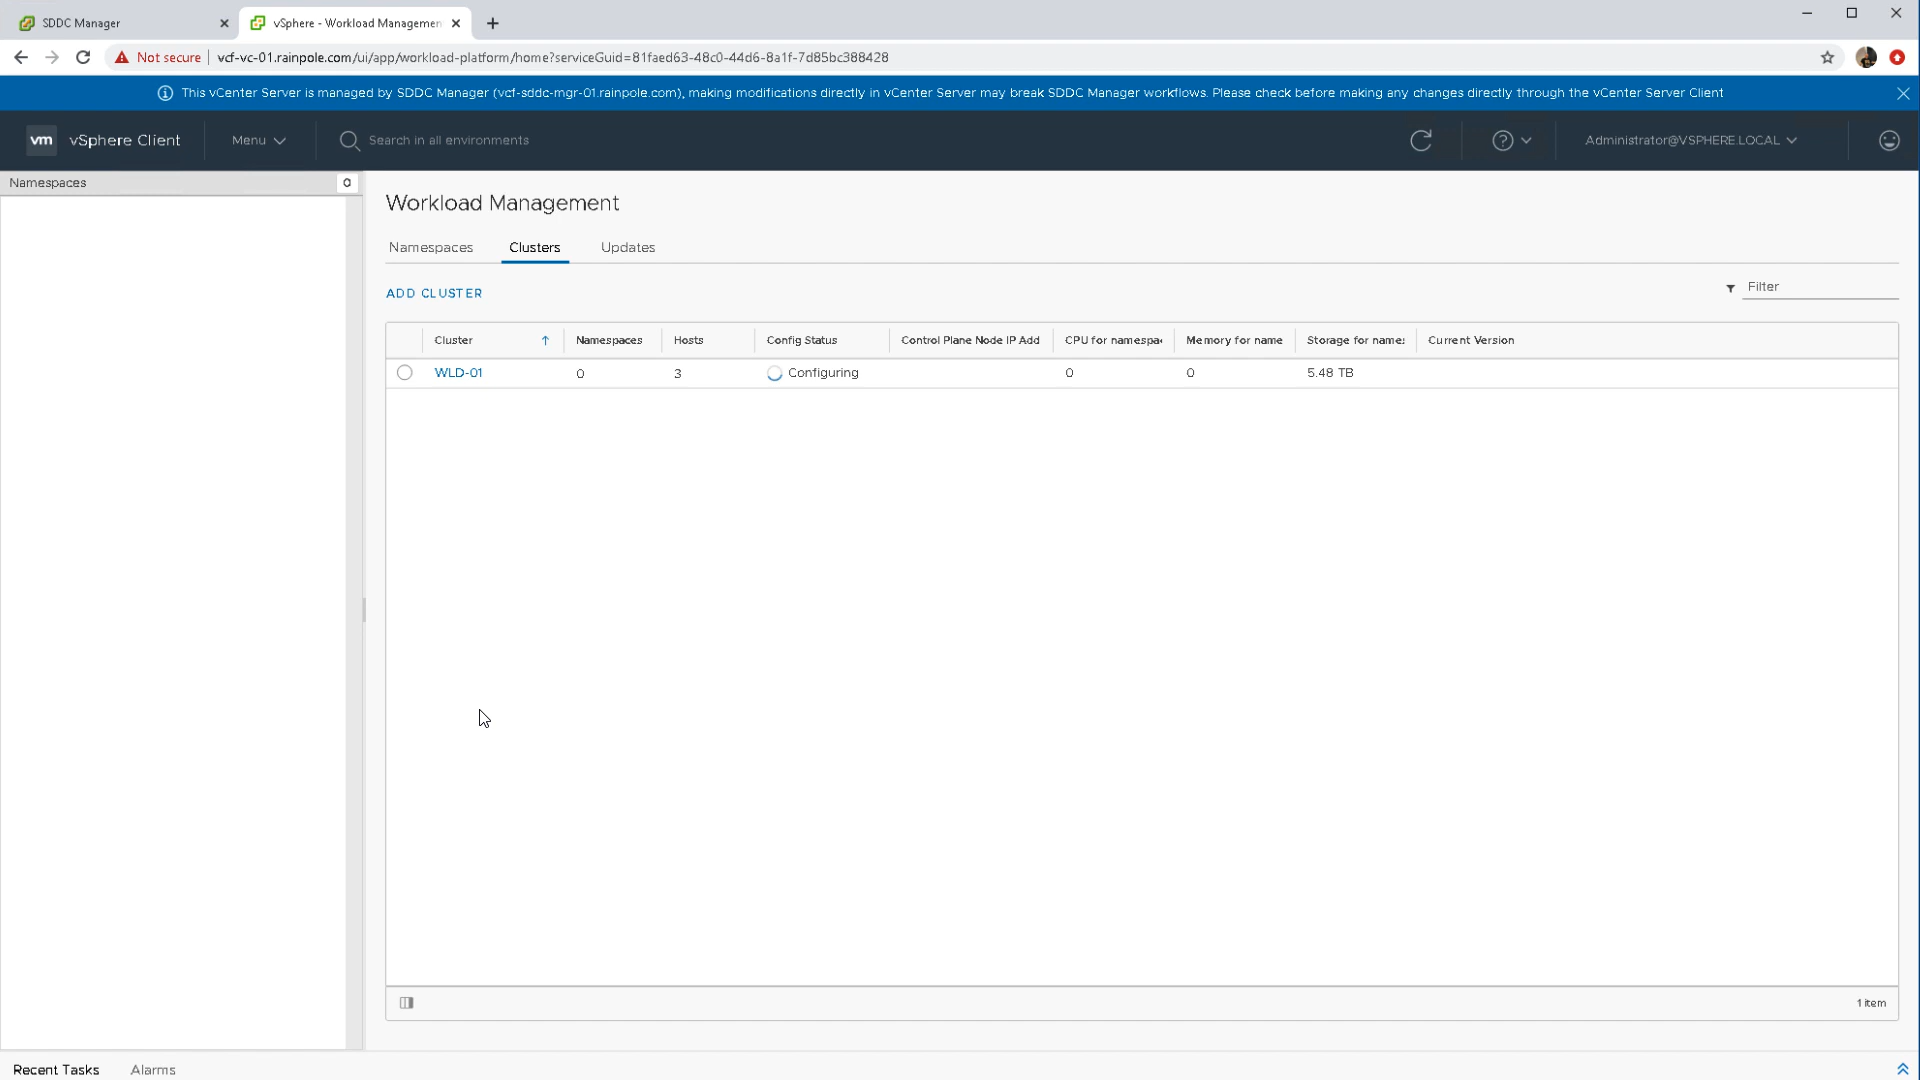 SDDC Manager
vSphere - Workload Managemen
Not secure
vcf-vc-01.rainpole.com/ui/app/workload-platform/home?serviceGuid=81faed63-48c0-44d6-8a1f-7d85bc388428
This vCenter Server is managed by SDDC Manager (vcf-sddc-mgr-01.rainpole.com), making modifications directly in vCenter Server may break SDDC Manager workflows. Please check before making any changes directly through the vCenter Server Client
vm vSphere Client
Menu
Search in all environments
Administrator@VSPHERE.LOCAL
Namespaces
0
Workload Management
Namespaces Clusters Updates
ADD CLUSTER
Filter
Cluster Namespaces Hosts Config Status Control Plane Node IP Add CPU for namespa Memory for name Storage for name Current Version
WLD-01 0 3 Configuring 0 0 5.48 TB
1 item
Recent Tasks Alarms